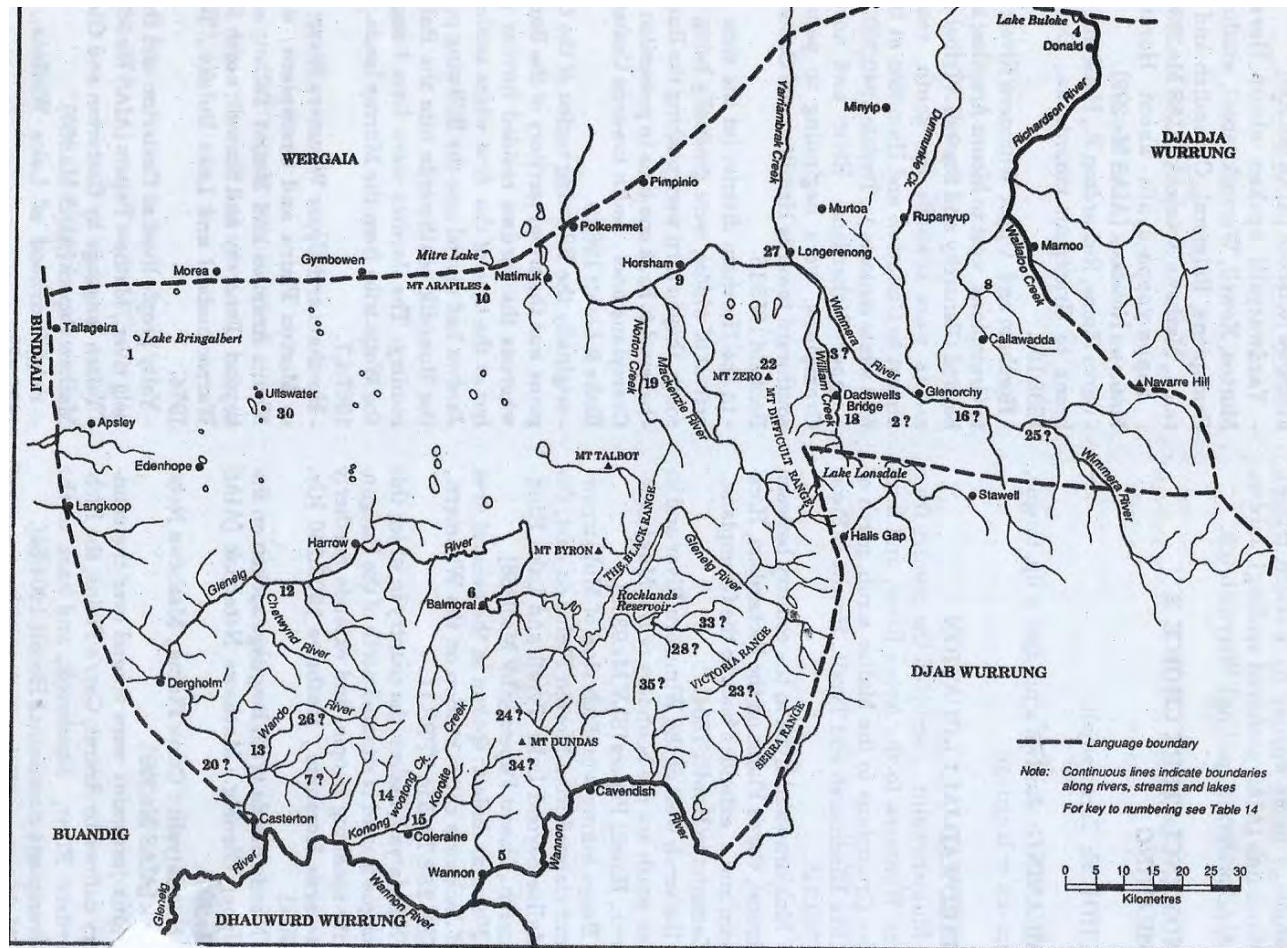 Lake Buloke
4
Donald
Yarriambrak Creek
Minyip
Dunmunkle Ck.
Richardson River
DJADJA
WURRUNG
WERGAIA
Pimpinio
Murtoa
Rupanyup
Polkemmet
Marnoo
Wallaloo Creek
Mitre Lake
Natimuk
Horsham
9
27
Longerenong
Morea
Gymbowen
MT ARAPILES
10
8
Callawadda
BINDJALI
Tallageira
1
Lake Bringalbert
Norton Creek
19
Mackenzie River
MT ZERO
22
3 ?
William Creek
Wimmera
River
Dadswells
Bridge
18
2 ?
Glenorchy
16 ?
Navarre Hill
25 ?
Wimmera
River
Ullswater
30
Apsley
Edenhope
MT TALBOT
MT DIFFICULT RANGE
Lake Lonsdale
Stawell
Halls Gap
Langkoop
Harrow
River
MT BYRON
THE BLACK RANGE
Glenelg River
Glenelg
12
Chetwynd River
6
Balmoral
Rocklands
Reservoir
33 ?
28 ?
VICTORIA RANGE
23 ?
35 ?
DJAB WURRUNG
Dergholm
Wando
26 ?
River
13
20 ?
7 ?
24 ?
MT DUNDAS
34 ?
SERRA RANGE
Creek
Koroite
14
Konong wootong Ck.
15
Coleraine
Cavendish
River
Casterton
BUANDIG
5
Wannon
Wannon
River
Glenelg
Wannon River
DHAUWURD WURRUNG
Language boundary
Note: Continuous lines indicate boundaries
along rivers, streams and lakes
For key to numbering see Table 14
0 5 10 15 20 25 30
Kilometres